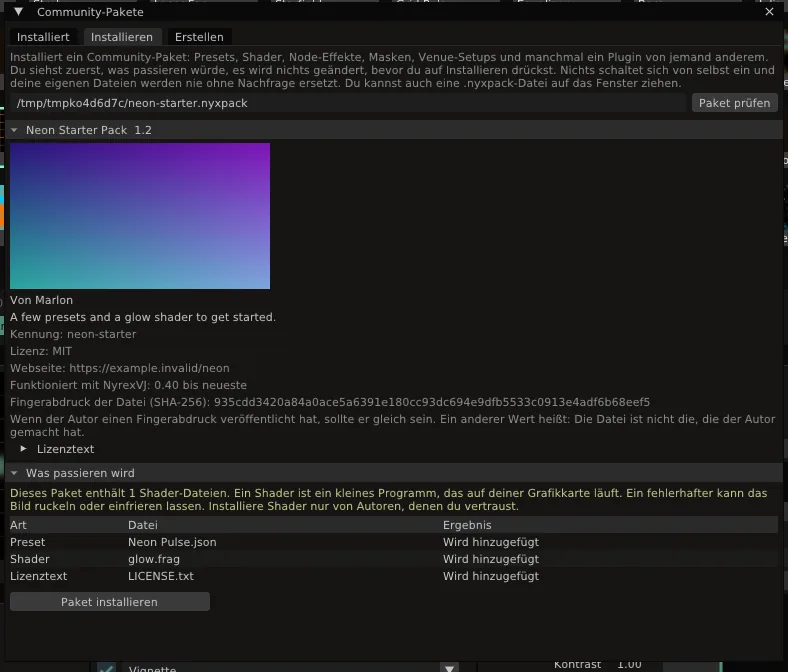 Community-Pakete
Installiert Installieren Erstellen
Installiert ein Community-Paket: Presets, Shader, Node-Effekte, Masken, Venue-Setups und manchmal ein Plugin von jemand anderem.
Du siehst zuerst, was passieren würde, es wird nichts geändert, bevor du auf Installieren drückst. Nichts schaltet sich von selbst ein und
deine eigenen Dateien werden nie ohne Nachfrage ersetzt. Du kannst auch eine .nyxpack-Datei auf das Fenster ziehen.
/tmp/tmpko4d6d7c/neon-starter.nyxpack Paket prüfen
Neon Starter Pack 1.2
Von Marlon
A few presets and a glow shader to get started.
Kennung: neon-starter
Lizenz: MIT
Webseite: https://example.invalid/neon
Funktioniert mit NyrexVJ: 0.40 bis neueste
Fingerabdruck der Datei (SHA-256): 935cdd3420a84a0ace5a6391e180cc93dc694e9dfb5533c0913e4adf6b68eef5
Wenn der Autor einen Fingerabdruck veröffentlicht hat, sollte er gleich sein. Ein anderer Wert heißt: Die Datei ist nicht die, die der Autor
gemacht hat.
Lizenztext
Was passieren wird
Dieses Paket enthält 1 Shader-Dateien. Ein Shader ist ein kleines Programm, das auf deiner Grafikkarte läuft. Ein fehlerhafter kann das
Bild ruckeln oder einfrieren lassen. Installiere Shader nur von Autoren, denen du vertraust.
Art Datei Ergebnis
Preset Neon Pulse.json Wird hinzugefügt
Shader glow.frag Wird hinzugefügt
Lizenztext LICENSE.txt Wird hinzugefügt
Paket installieren
Vignette Kontrast 1.00